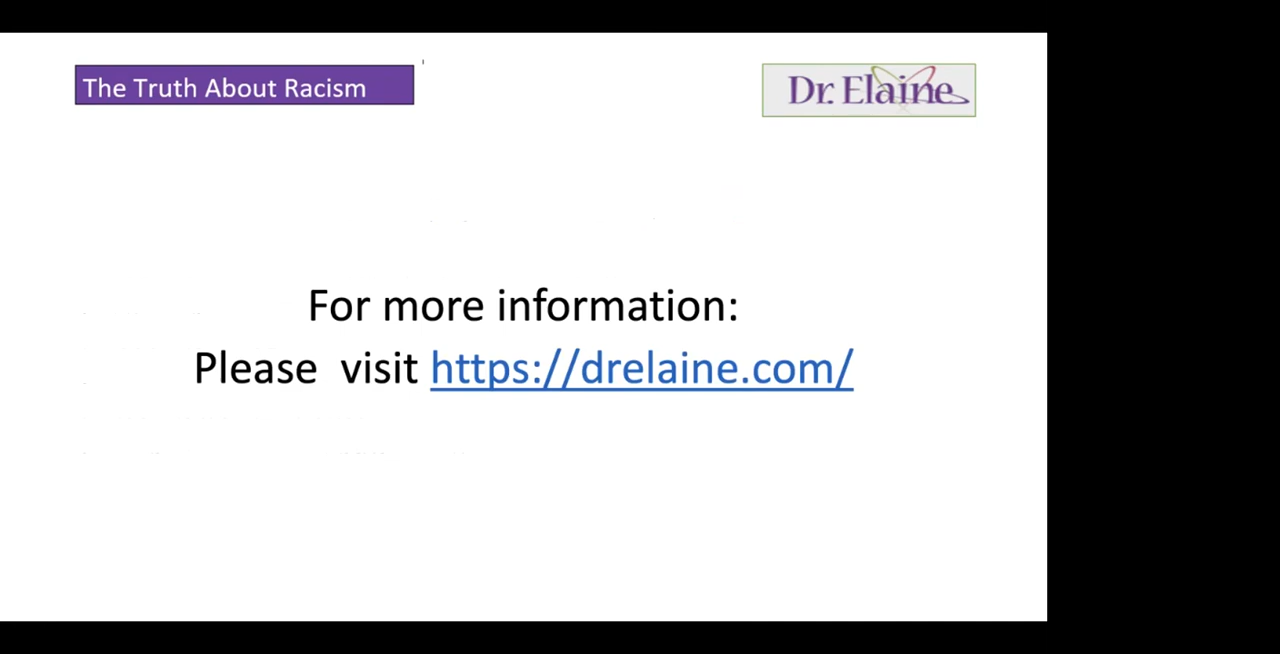 The Truth About Racism
Dr. Elaine
For more information:
Please visit https://drelaine.com/